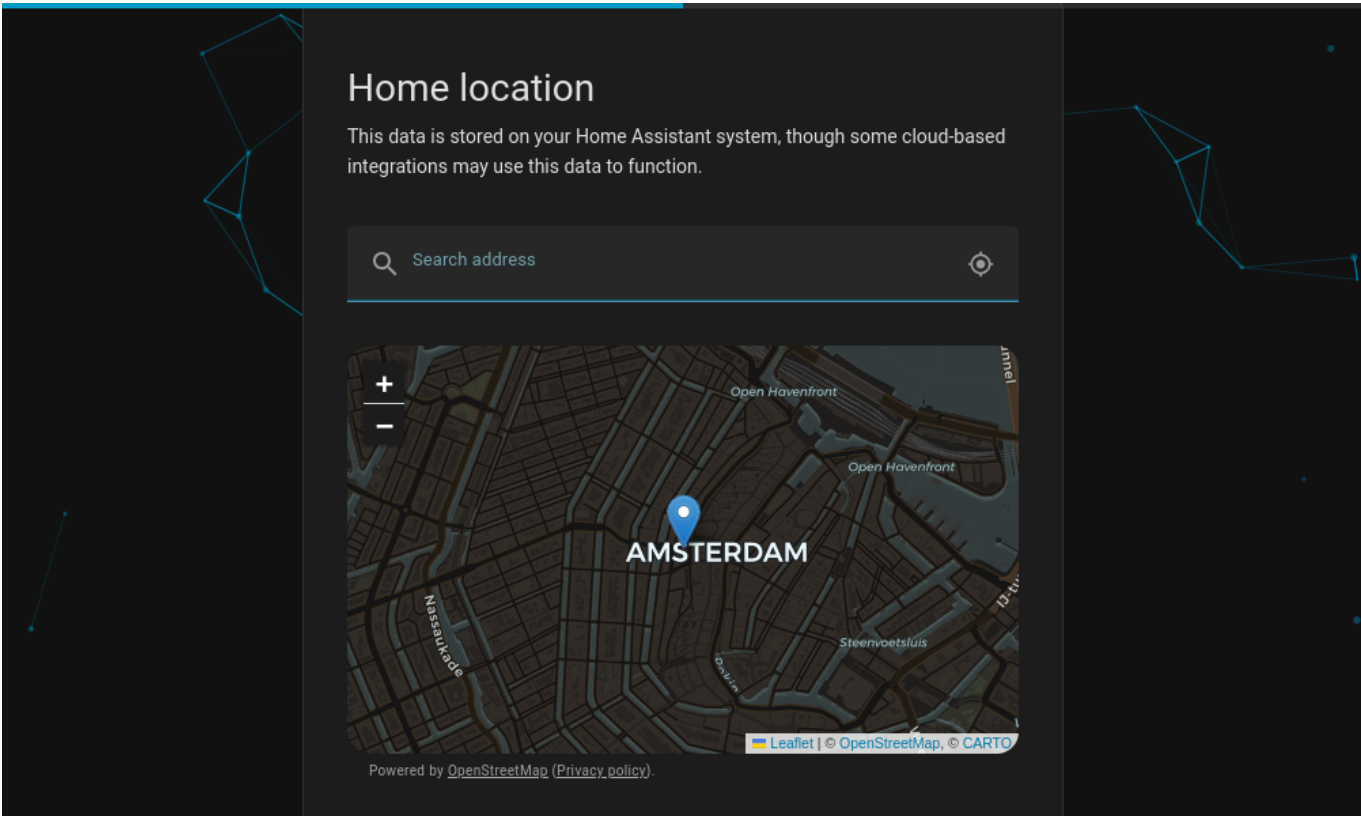 Home location
This data is stored on your Home Assistant system, though some cloud-based
integrations may use this data to function.
Search address
+
−
Open Havenfront
Open Havenfront
AMSTERDAM
Nassaukade
Steenvoetsluis
Rokin
Leaflet | © OpenStreetMap, © CARTO
Powered by OpenStreetMap (Privacy policy).